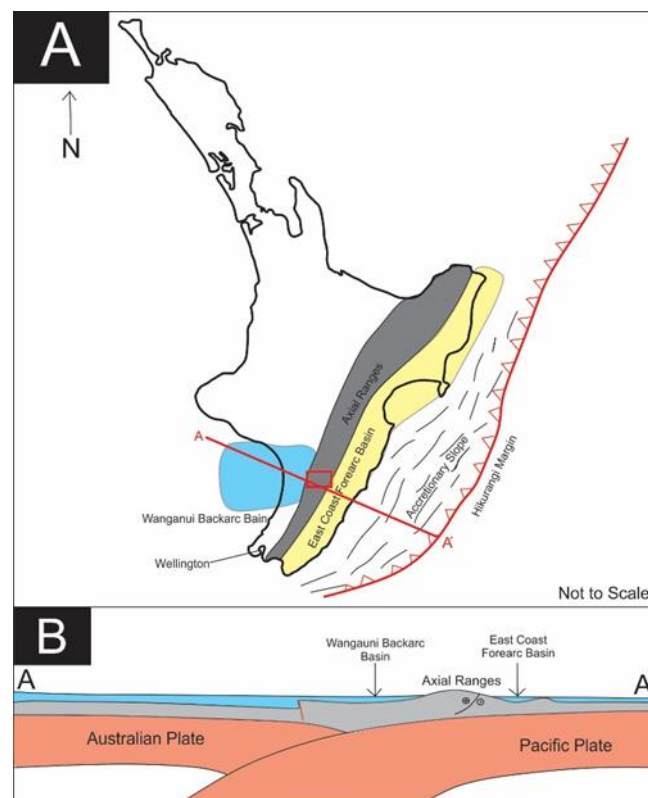 A
N
Axial Ranges
East Coast Forearc Basin
Accretionary Slope
Hikurangi Margin
A
Wanganui Backarc Bain
A'
Wellington
Not to Scale
B
Wangauni Backarc
Basin
East Coast
Forearc Basin
A
Axial Ranges
A'
Australian Plate
Pacific Plate